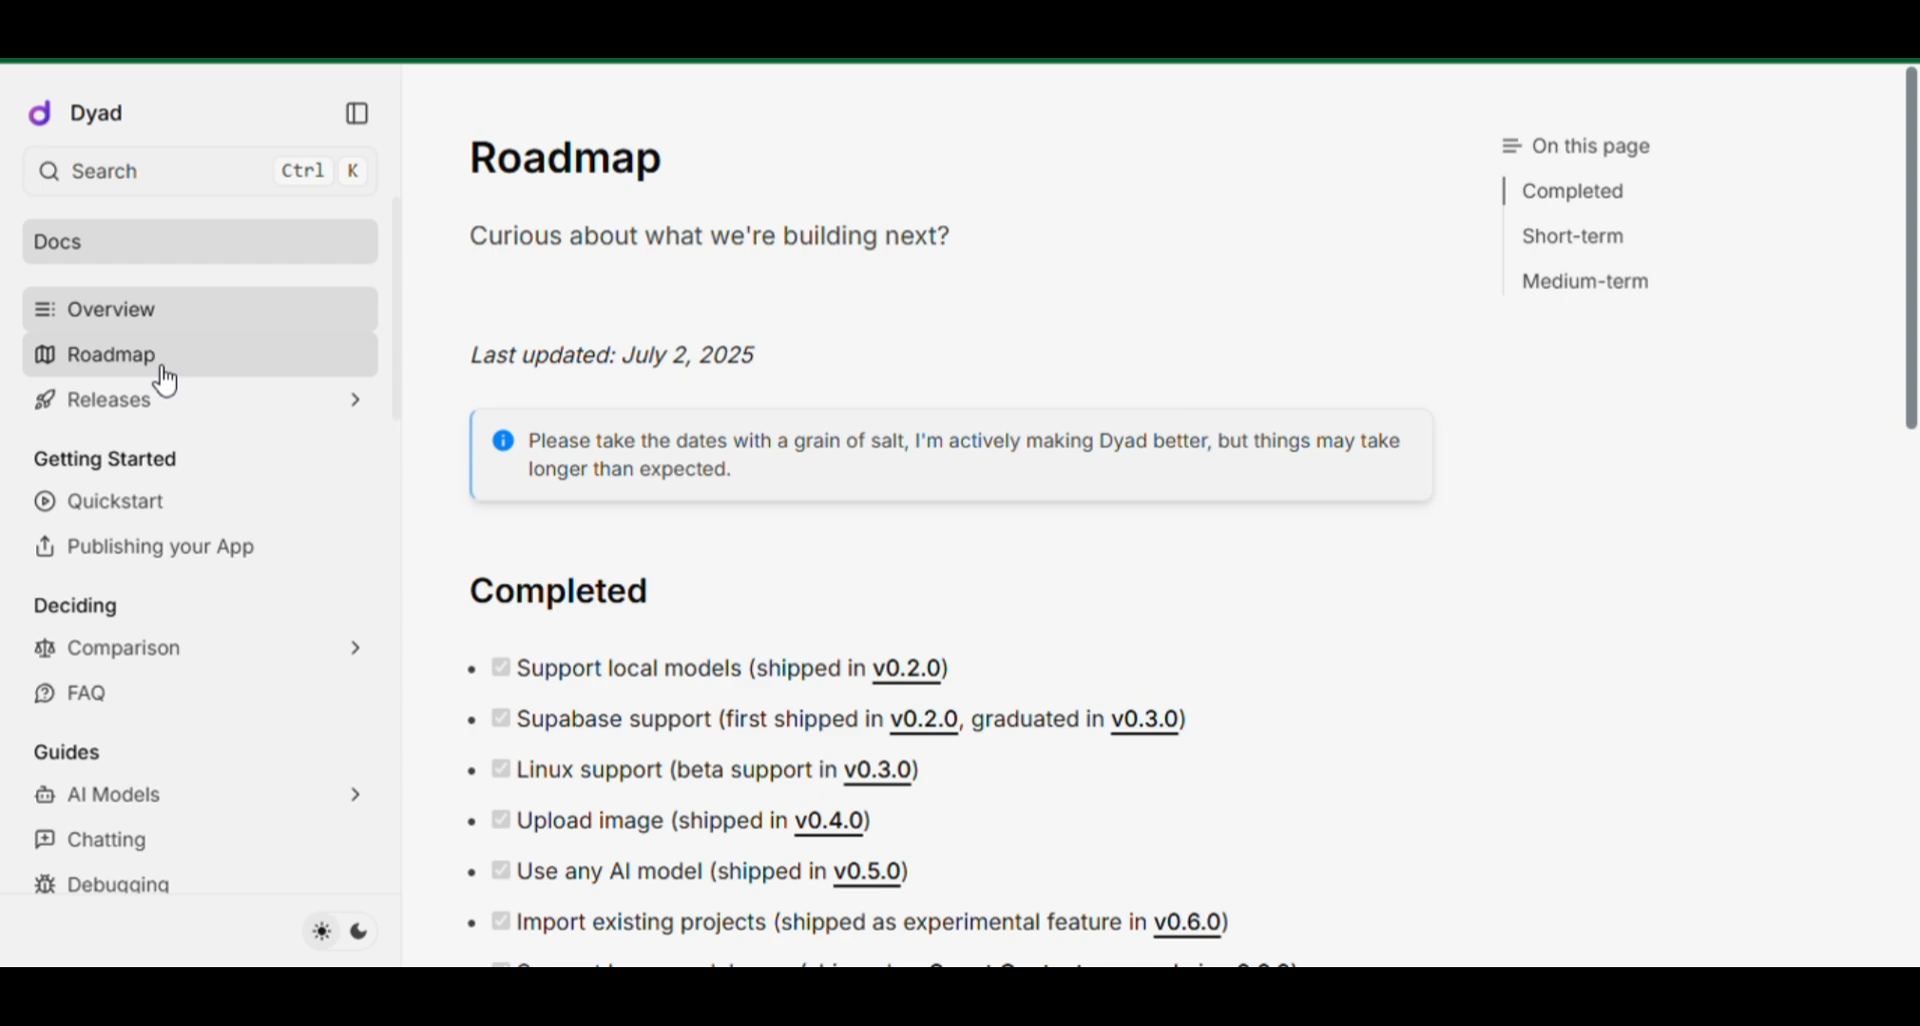 Dyad
Search Ctrl K
Docs
Overview
Roadmap
Releases
Getting Started
Quickstart
Publishing your App
Deciding
Comparison
FAQ
Guides
AI Models
Chatting
Debugging
Roadmap
Curious about what we're building next?
Last updated: July 2, 2025
Please take the dates with a grain of salt, I'm actively making Dyad better, but things may take
longer than expected.
Completed
Support local models (shipped in v0.2.0)
Supabase support (first shipped in v0.2.0, graduated in v0.3.0)
Linux support (beta support in v0.3.0)
Upload image (shipped in v0.4.0)
Use any AI model (shipped in v0.5.0)
Import existing projects (shipped as experimental feature in v0.6.0)
On this page
Completed
Short-term
Medium-term